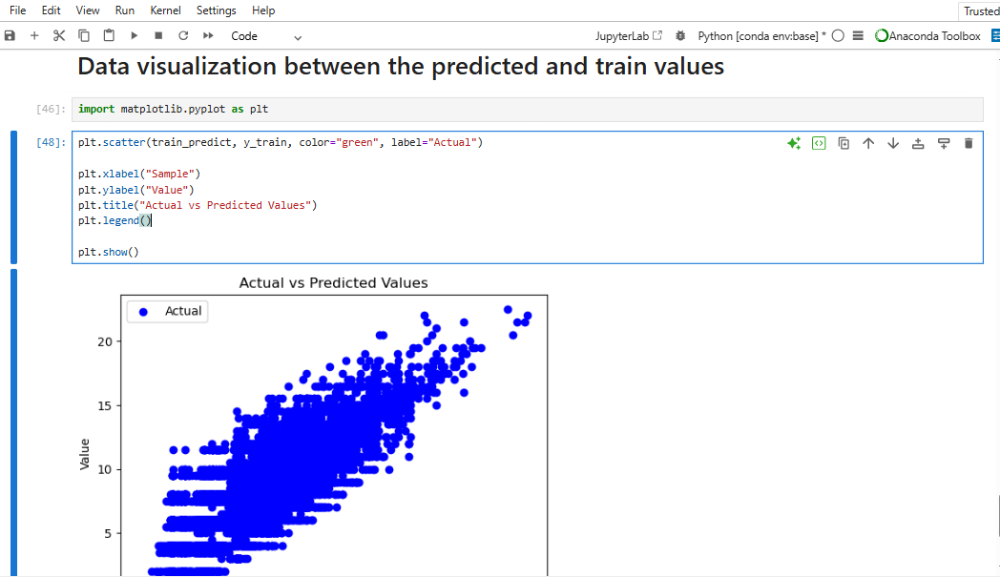 File Edit View Run Kernel Settings Help
Trusted
Code
JupyterLab
Python [conda env:base] *
Anaconda Toolbox
Data visualization between the predicted and train values
[46]:
import matplotlib.pyplot as plt
[48]:
plt.scatter(train_predict, y_train, color="green", label="Actual")
plt.xlabel("Sample")
plt.ylabel("Value")
plt.title("Actual vs Predicted Values")
plt.legend()
plt.show()
Actual vs Predicted Values
Actual
20
15
Value
10
5